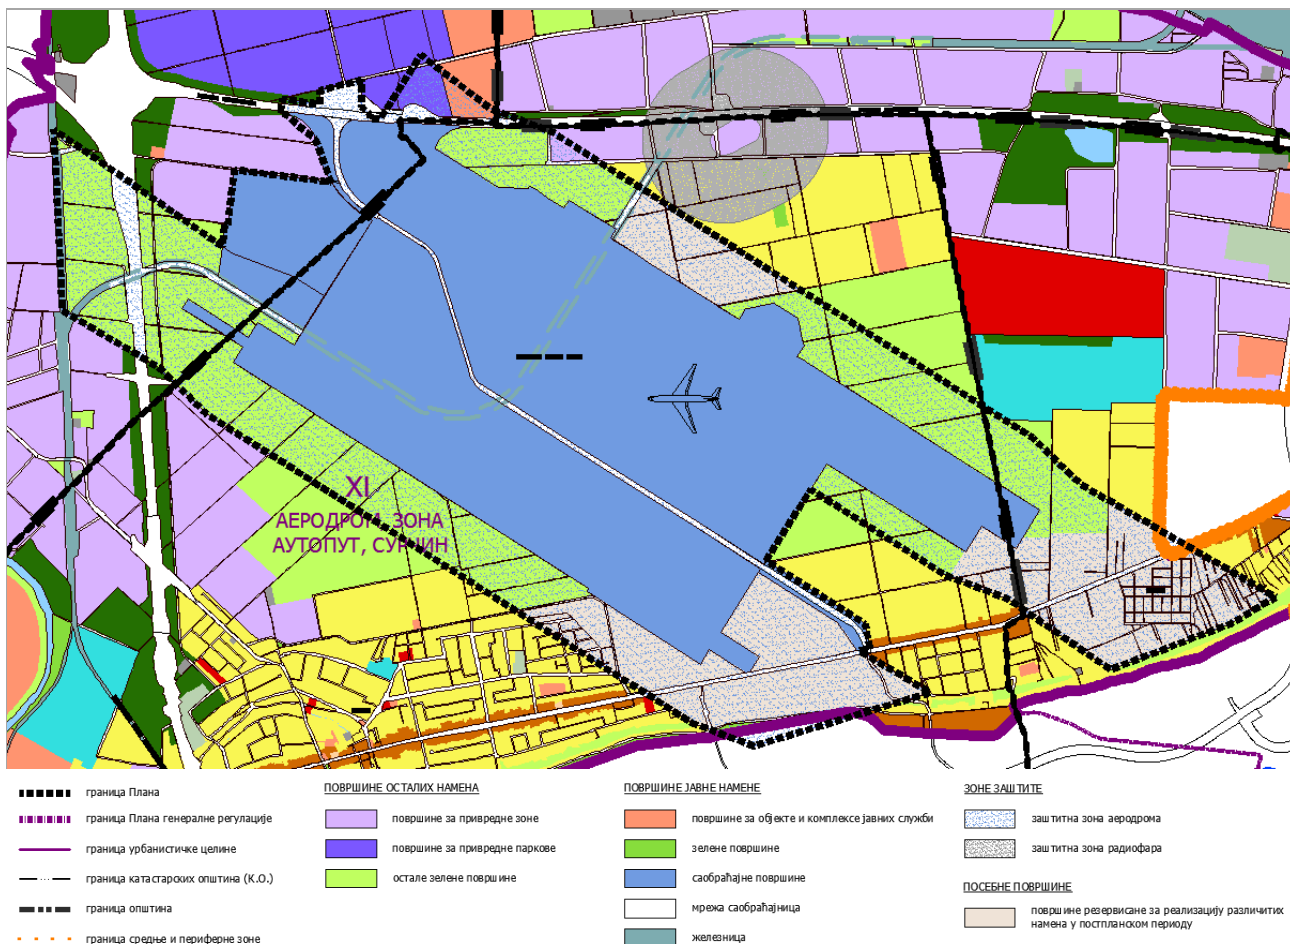 XI
АЕРОДРОМ, ЗОНА
АУТОПУТ, СУРЧИН
граница Плана
граница Плана генералне регулације
граница урбанистичке целине
граница катастарских општина (К.О.)
граница општина
граница средње и периферне зоне
ПОВРШИНЕ ОСТАЛИХ НАМЕНА
површине за привредне зоне
површине за привредне паркове
остале зелене површине
ПОВРШИНЕ ЈАВНЕ НАМЕНЕ
површине за објекте и комплексе јавних служби
зелене површине
саобраћајне површине
мрежа саобраћајница
железница
ЗОНЕ ЗАШТИТЕ
заштитна зона аеродрома
заштитна зона радиофара
ПОСЕБНЕ ПОВРШИНЕ
површине резервисане за реализацију различитих
намена у постпланском периоду